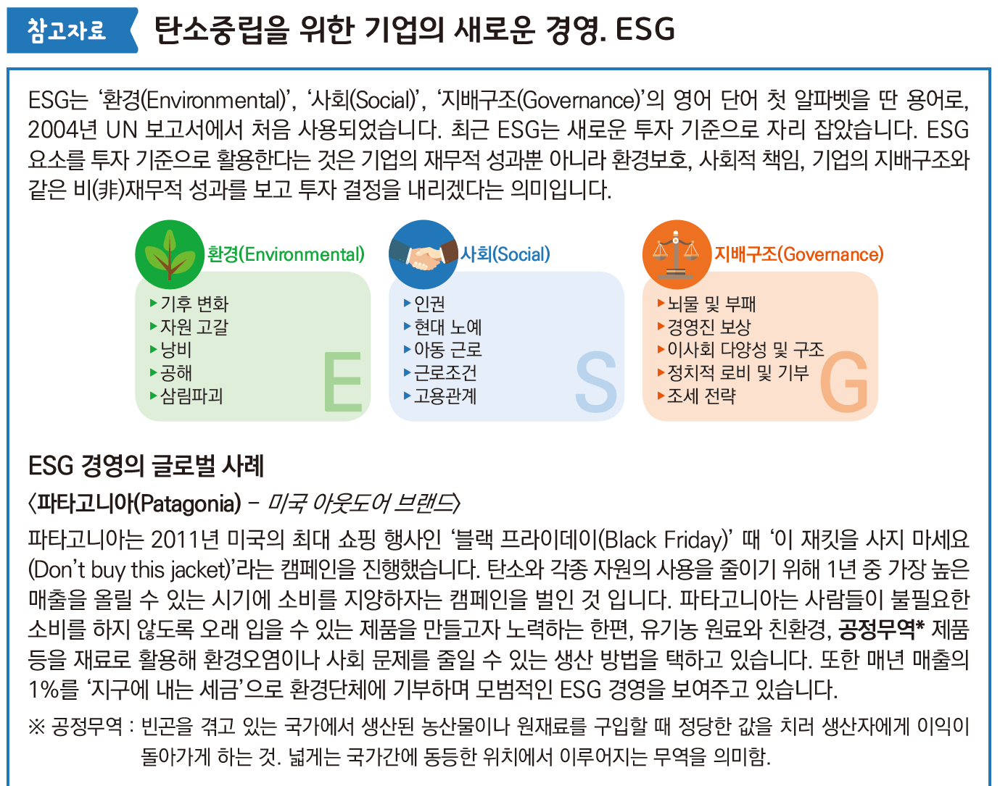 참고자료 탄소중립을 위한 기업의 새로운 경영. ESG
ESG는 ‘환경(Environmental)’, ‘사회(Social)’, ‘지배구조(Governance)’의 영어 단어 첫 알파벳을 딴 용어로,
2004년 UN 보고서에서 처음 사용되었습니다. 최근 ESG는 새로운 투자 기준으로 자리 잡았습니다. ESG
요소를 투자 기준으로 활용한다는 것은 기업의 재무적 성과뿐 아니라 환경보호, 사회적 책임, 기업의 지배구조와
같은 비(非)재무적 성과를 보고 투자 결정을 내리겠다는 의미입니다.
환경(Environmental)
▶기후 변화
▶자원 고갈
▶낭비
▶공해
▶삼림파괴
E
사회(Social)
▶인권
▶현대 노예
▶아동 근로
▶근로조건
▶고용관계
S
지배구조(Governance)
▶뇌물 및 부패
▶경영진 보상
▶이사회 다양성 및 구조
▶정치적 로비 및 기부
▶조세 전략
G
ESG 경영의 글로벌 사례
〈파타고니아(Patagonia) – 미국 아웃도어 브랜드〉
파타고니아는 2011년 미국의 최대 쇼핑 행사인 ‘블랙 프라이데이(Black Friday)’ 때 ‘이 재킷을 사지 마세요
(Don’t buy this jacket)’라는 캠페인을 진행했습니다. 탄소와 각종 자원의 사용을 줄이기 위해 1년 중 가장 높은
매출을 올릴 수 있는 시기에 소비를 지양하자는 캠페인을 벌인 것 입니다. 파타고니아는 사람들이 불필요한
소비를 하지 않도록 오래 입을 수 있는 제품을 만들고자 노력하는 한편, 유기농 원료와 친환경, 공정무역* 제품
등을 재료로 활용해 환경오염이나 사회 문제를 줄일 수 있는 생산 방법을 택하고 있습니다. 또한 매년 매출의
1%를 ‘지구에 내는 세금’으로 환경단체에 기부하며 모범적인 ESG 경영을 보여주고 있습니다.
※ 공정무역 : 빈곤을 겪고 있는 국가에서 생산된 농산물이나 원재료를 구입할 때 정당한 값을 치러 생산자에게 이익이
돌아가게 하는 것. 넓게는 국가간에 동등한 위치에서 이루어지는 무역을 의미함.